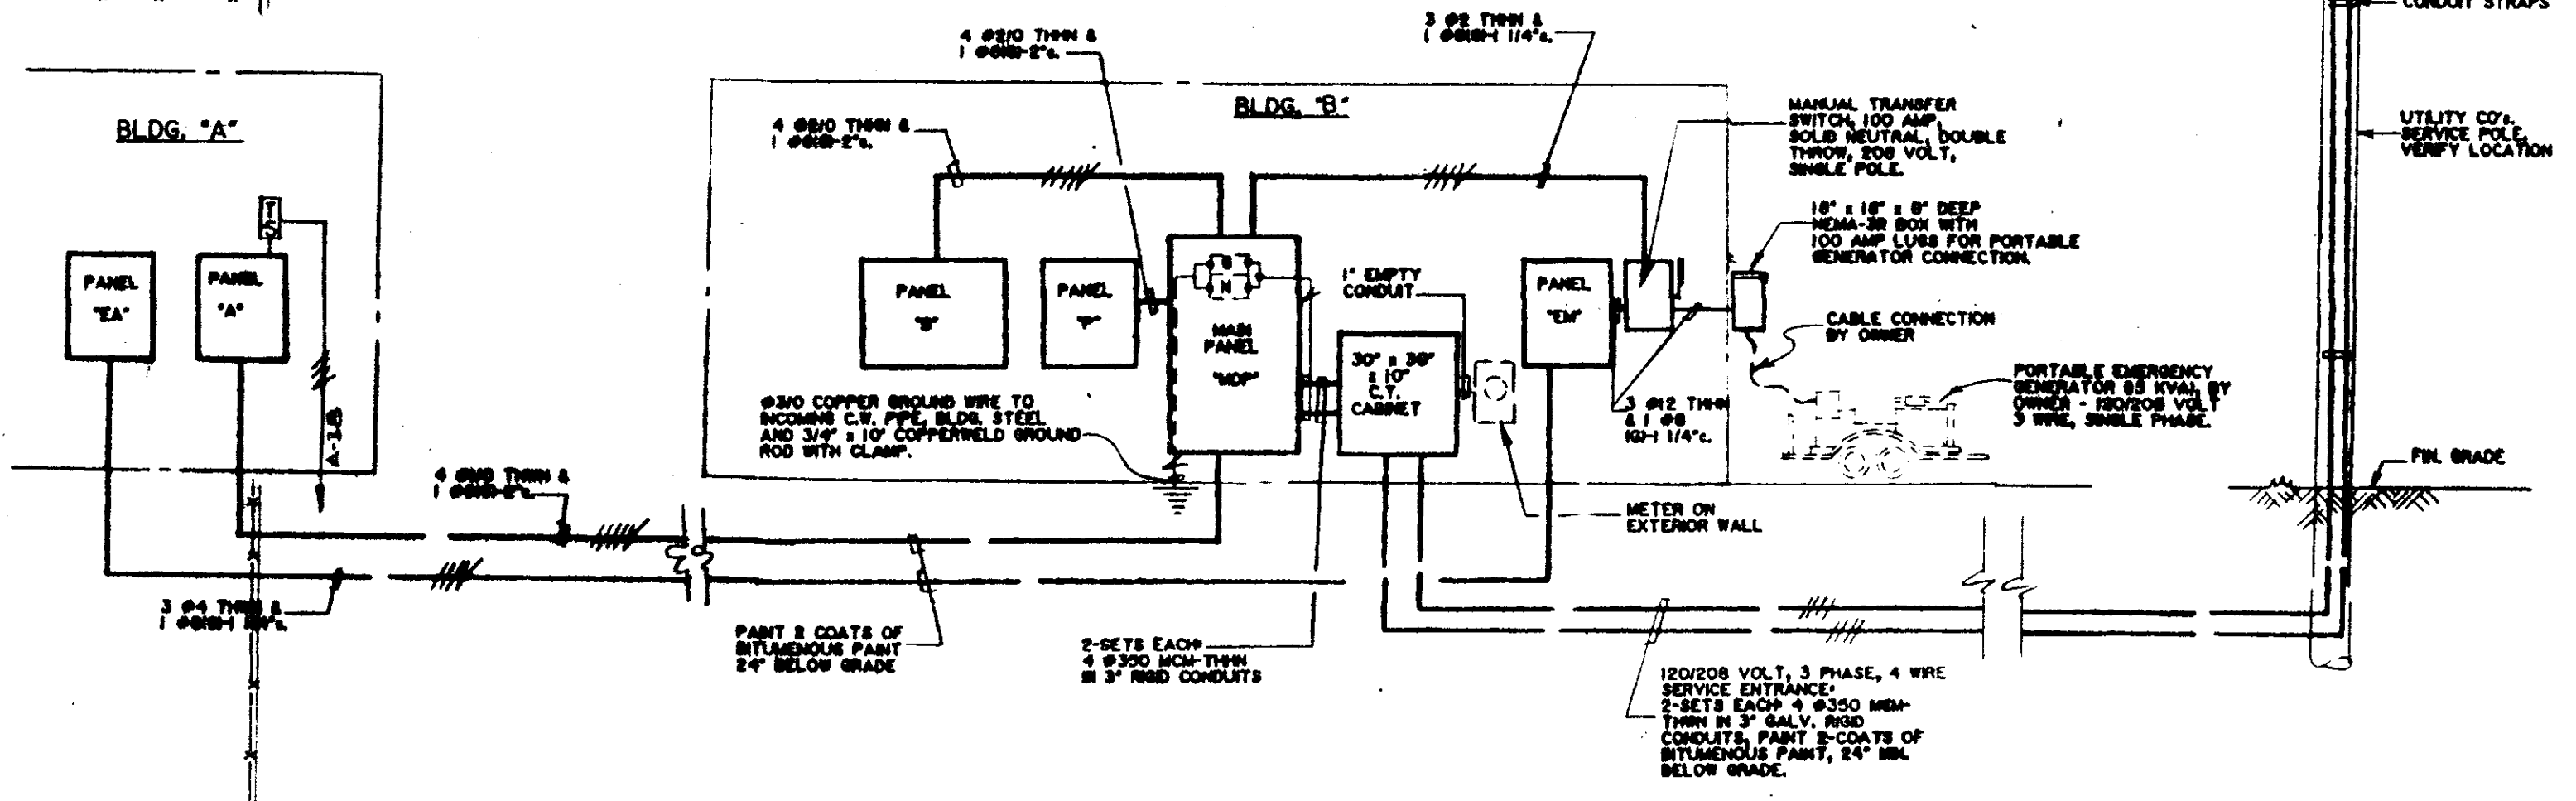 CONDUIT STRAPS
3 #2 THHN &
1 #8(G)-1 1/4"c.
4 #2/0 THHN &
1 #6(G)-2"c.
BLDG. "A"
BLDG. "B"
4 #2/0 THHN &
1 #6(G)-2"c.
MANUAL TRANSFER
SWITCH, 100 AMP,
SOLID NEUTRAL, DOUBLE
THROW, 208 VOLT,
SINGLE POLE.
UTILITY CO's.
SERVICE POLE,
VERIFY LOCATION
18" x 18" x 8" DEEP
NEMA-3R BOX WITH
100 AMP LUGS FOR PORTABLE
GENERATOR CONNECTION.
T
S
PANEL
"EA"
PANEL
"A"
PANEL
PANEL
G
N
MAIN
PANEL
"MDP"
1" EMPTY
CONDUIT
30" x
x 10"
C.T.
CABINET
PANEL
"EM"
CABLE CONNECTION
BY OWNER
PORTABLE EMERGENCY
GENERATOR KVA), BY
OWNER - 120/208 VOLT
3 WIRE, SINGLE PHASE.
#3/0 COPPER GROUND WIRE TO
INCOMING C.W. PIPE, BLDG. STEEL
AND 3/4" x 10' COPPERWELD GROUND
ROD WITH CLAMP.
3 #12 THHN
& 1 #8
(G)-1 1/4"c.
A-38
FIN. GRADE
4 THWN &
METER ON
EXTERIOR WALL
3 #4 &
PAINT 2 COATS OF
BITUMENOUS PAINT
24" BELOW GRADE
2-SETS EACH:
4 #350 MCM-THHN
IN 3" RIGID CONDUITS
120/208 VOLT, 3 PHASE, 4 WIRE
SERVICE ENTRANCE:
2-SETS EACH: 4 #350 MCM-
THWN IN 3" GALV. RIGID
CONDUITS, PAINT 2-COATS OF
BITUMENOUS PAINT, 24" MIN.
BELOW GRADE.